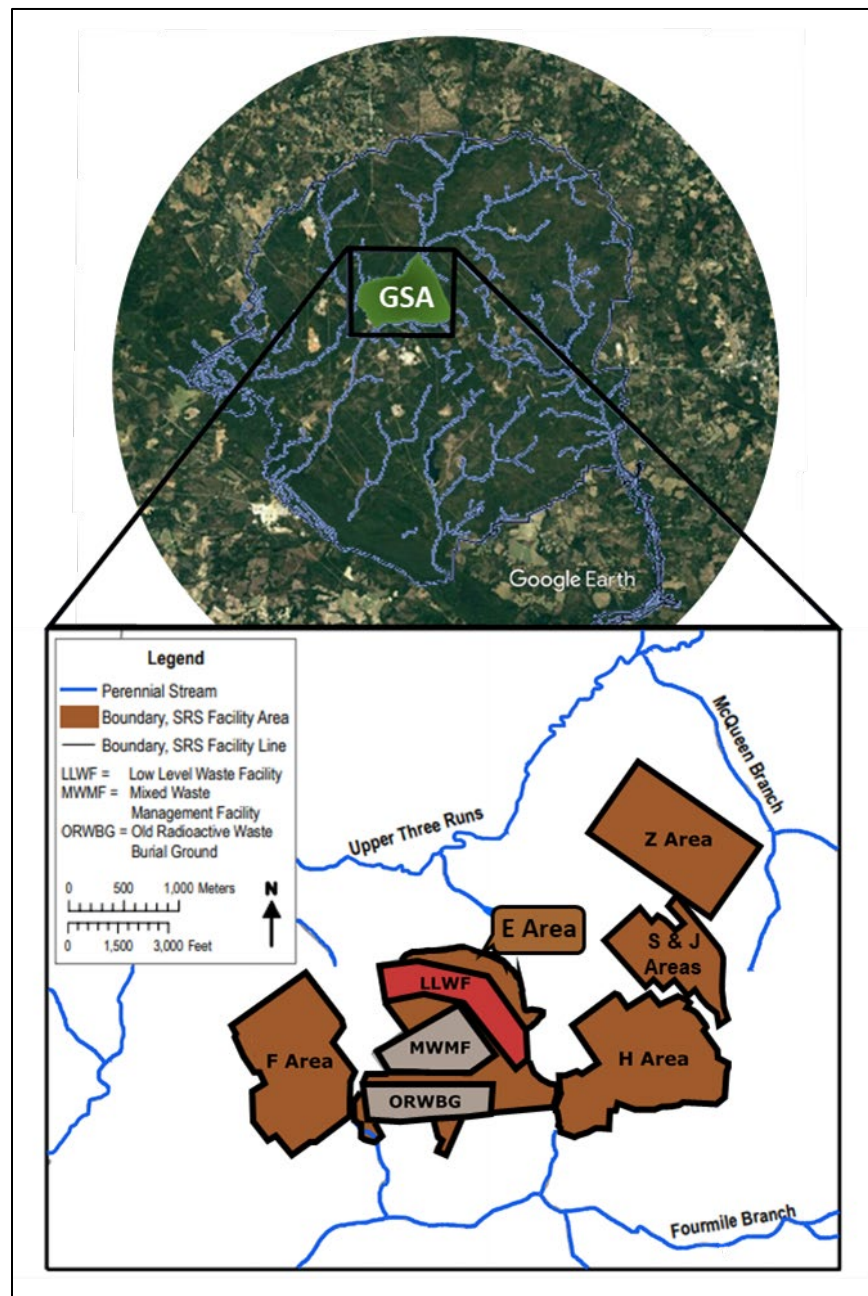 GSA
Google Earth
Legend
Perennial Stream
Boundary, SRS Facility Area
Boundary, SRS Facility Line
LLWF = Low Level Waste Facility
MWMF = Mixed Waste
Management Facility
ORWBG = Old Radioactive Waste
Burial Ground
0 500 1,000 Meters
N
0 1,500 3,000 Feet
McQueen Branch
Upper Three Runs
Z Area
E Area
S & J
Areas
LLWF
MWMF
F Area
H Area
ORWBG
Fourmile Branch